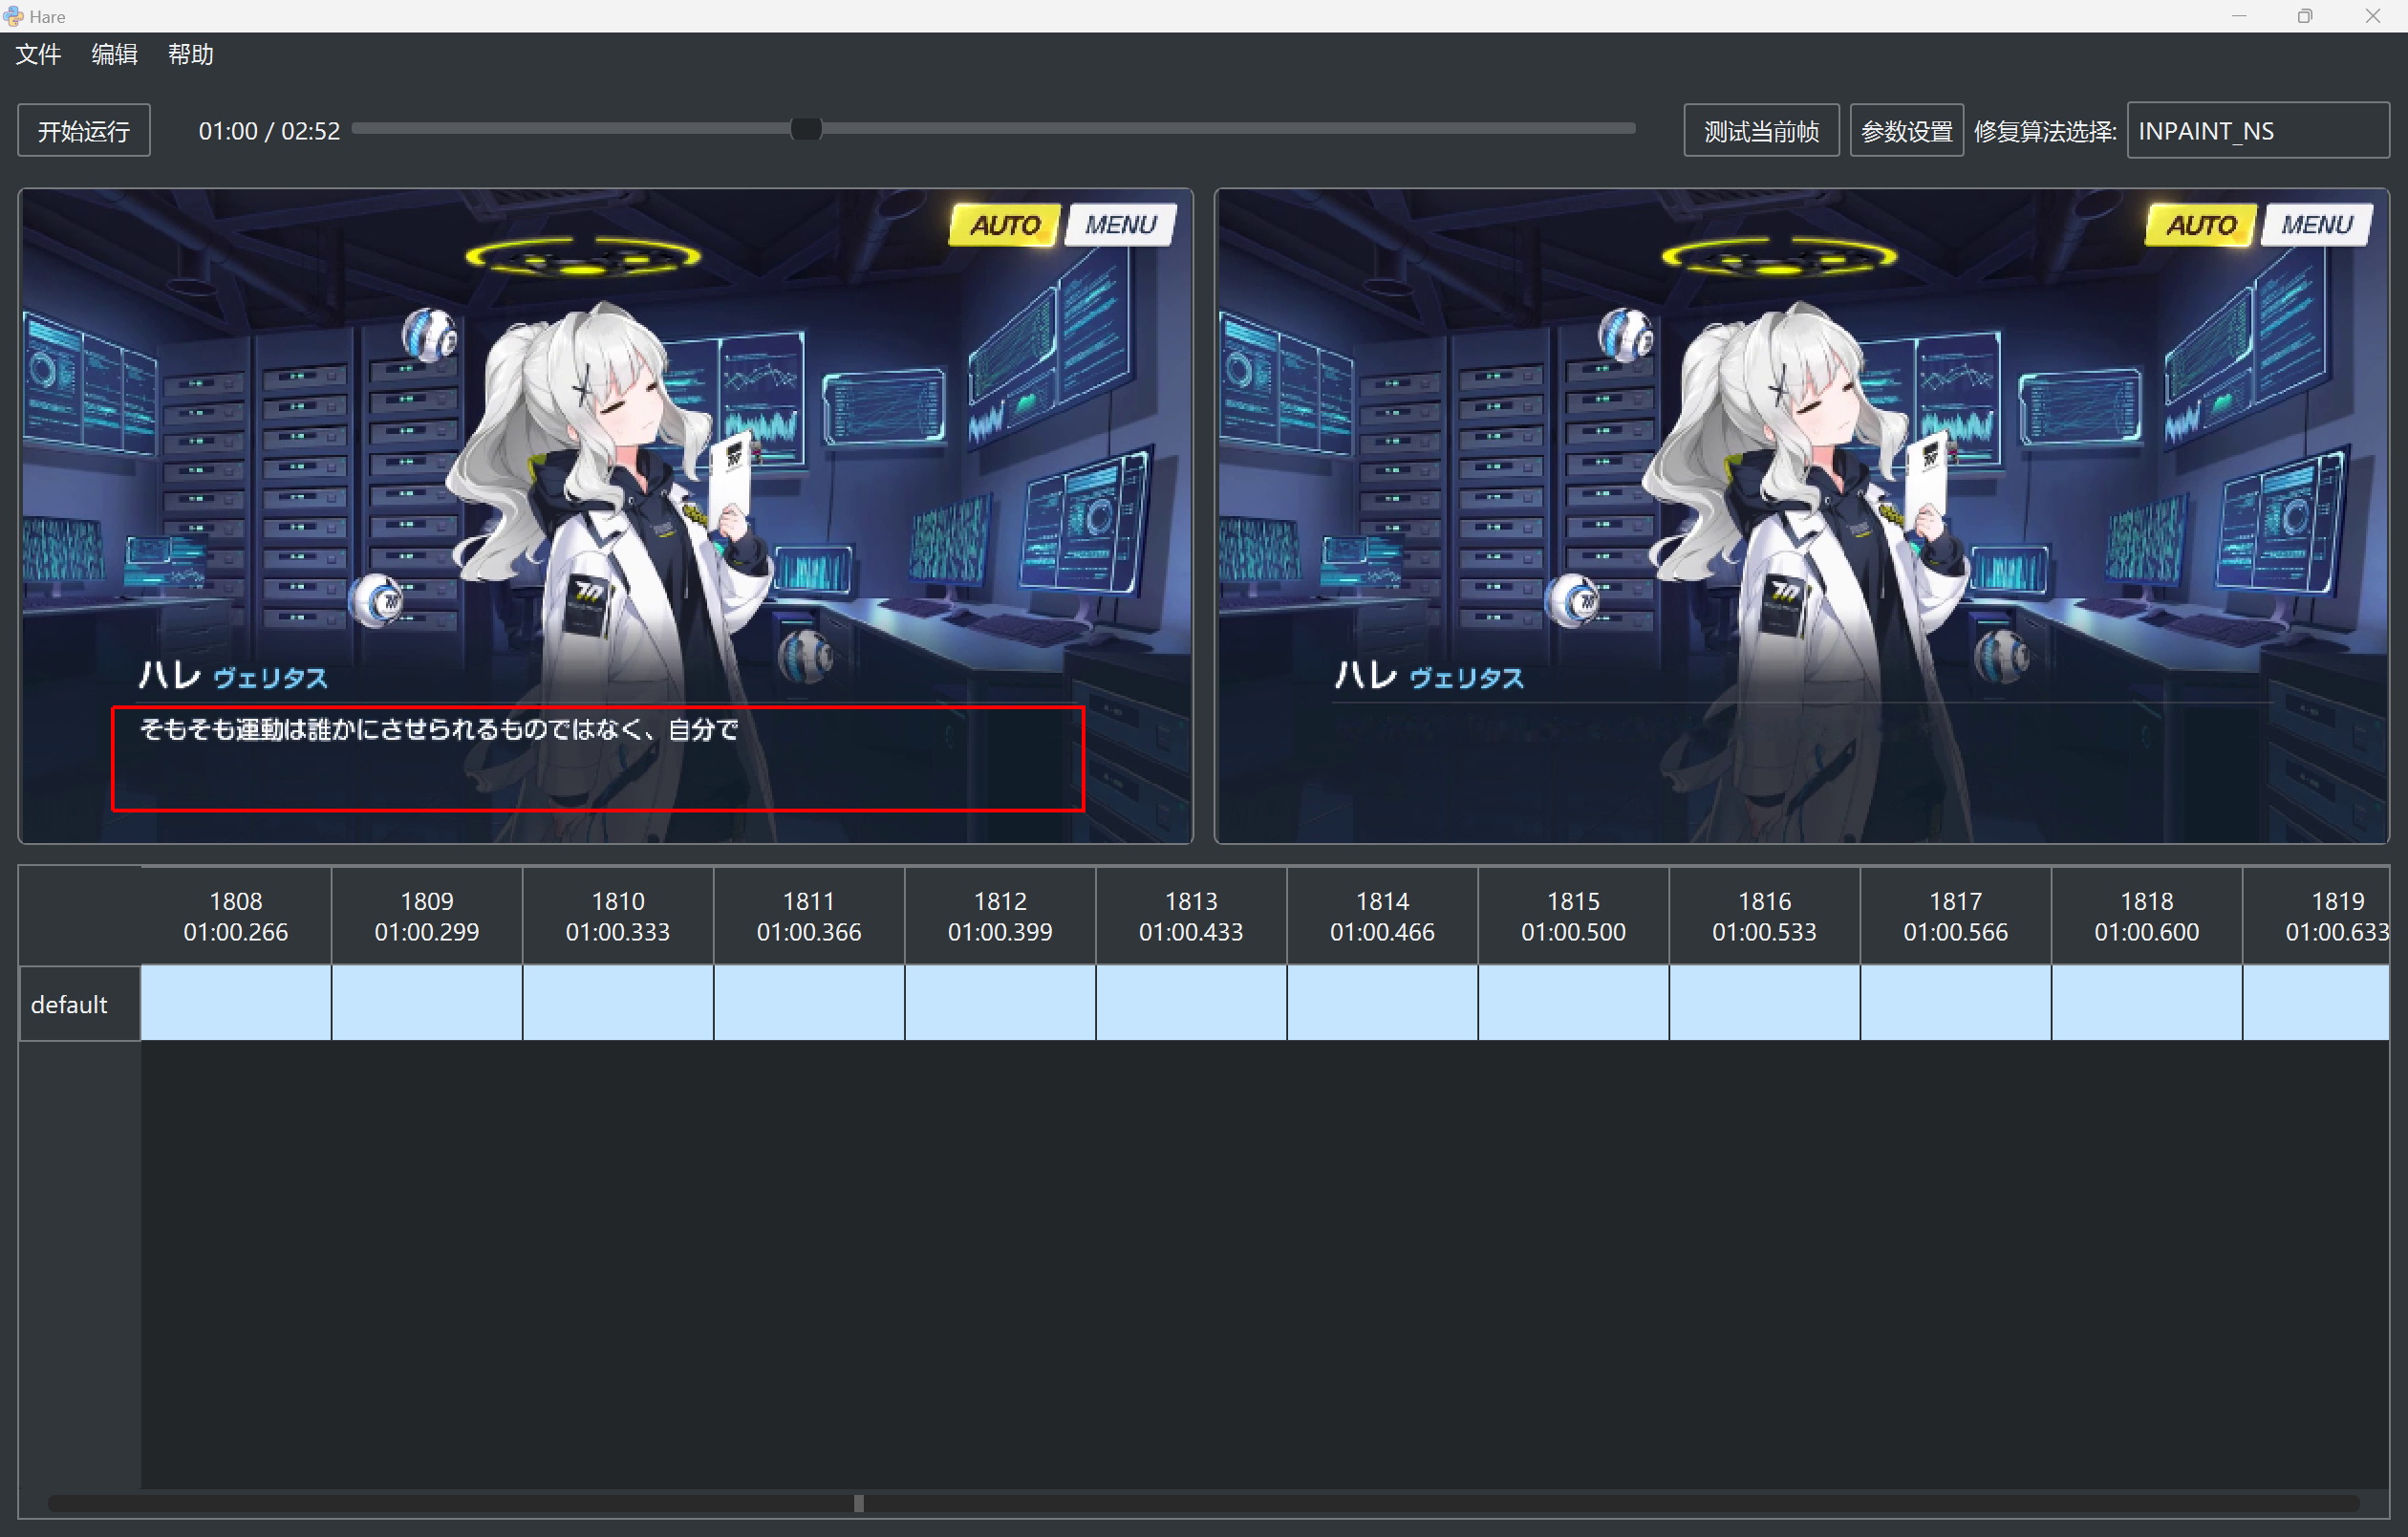 Hare
文件 编辑 帮助
开始运行 01:00 / 02:52 测试当前帧 参数设置 修复算法选择: INPAINT_NS
AUTO MENU
ハレ ヴェリタス
そもそも運動は誰かにさせられるものではなく、自分で
AUTO MENU
ハレ ヴェリタス
1808 1809 1810 1811 1812 1813 1814 1815 1816 1817 1818 1819
01:00.266 01:00.299 01:00.333 01:00.366 01:00.399 01:00.433 01:00.466 01:00.500 01:00.533 01:00.566 01:00.600 01:00.633
default